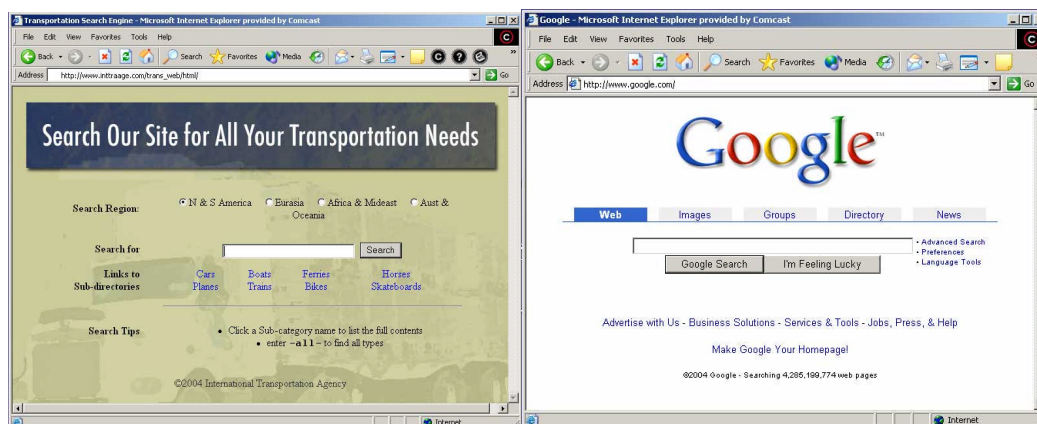 Transportation Search Engine - Microsoft Internet Explorer provided by Comcast
File Edit View Favorites Tools Help
Back Search Favorites Media
Address http://www.inttraage.com/trans_web/html/ Go
Search Our Site for All Your Transportation Needs
Search Region: N & S America Eurasia Africa & Mideast Aust &
Oceania
Search for Search
Links to Cars Boats Ferries Horses
Sub-directories Planes Trains Bikes Skateboards
Search Tips • Click a Sub-category name to list the full contents
• enter -all- to find all types
©2004 International Transportation Agency
Internet
Google - Microsoft Internet Explorer provided by Comcast
File Edit View Favorites Tools Help
Back Search Favorites Media
Address http://www.google.com/ Go
Google™
Web Images Groups Directory News
• Advanced Search
• Preferences
• Language Tools
Google Search I'm Feeling Lucky
Advertise with Us - Business Solutions - Services & Tools - Jobs, Press, & Help
Make Google Your Homepage!
©2004 Google - Searching 4,285,199,774 web pages
Internet